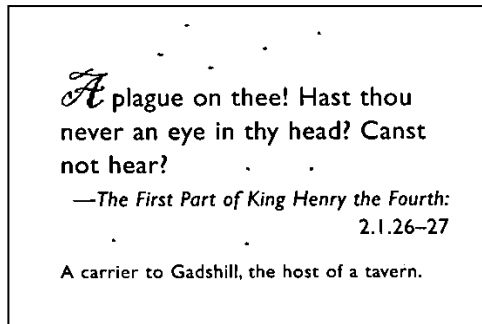 A plague on thee! Hast thou
never an eye in thy head? Canst
not hear?
—The First Part of King Henry the Fourth:
2.1.26–27
A carrier to Gadshill, the host of a tavern.